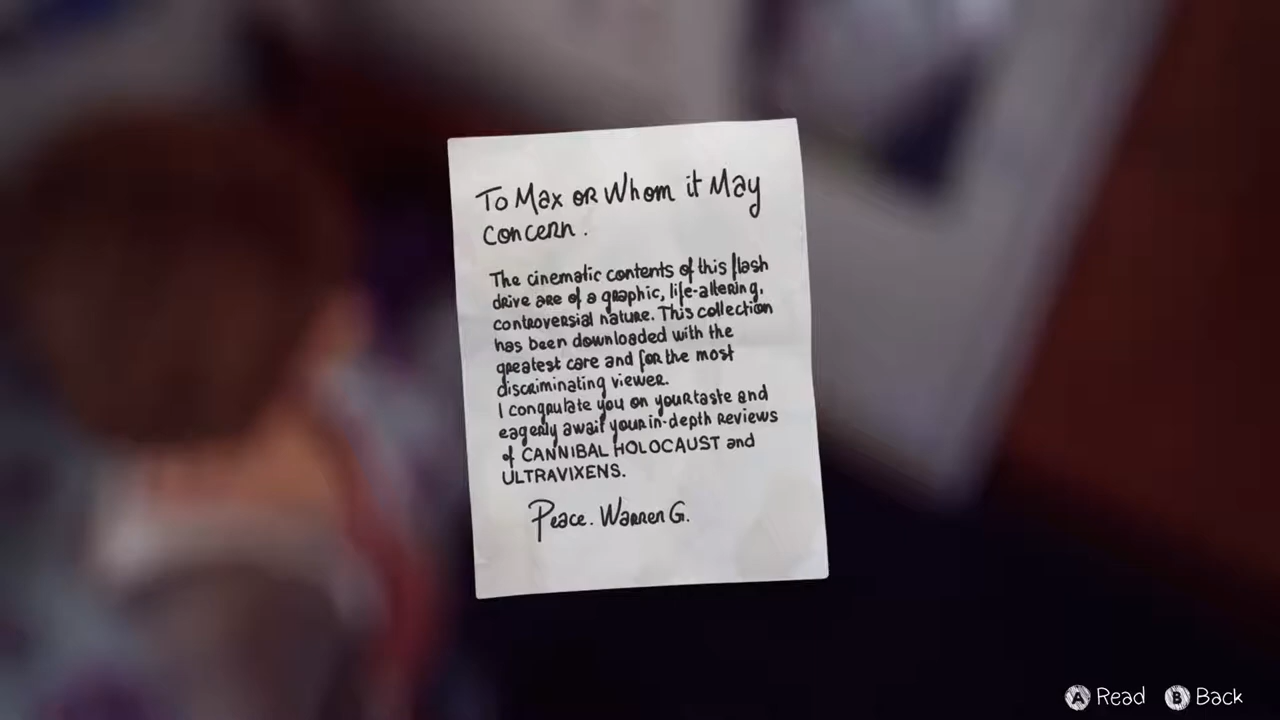 To Max or Whom it May
Concern.
The cinematic contents of this flash
drive are of a graphic, life-altering,
controversial nature. This collection
has been downloaded with the
greatest care and for the most
discriminating viewer.
I congrulate you on your taste and
eagerly await your in-depth reviews
of CANNIBAL HOLOCAUST and
ULTRAVIXENS.
Peace. Warren G.
A Read B Back